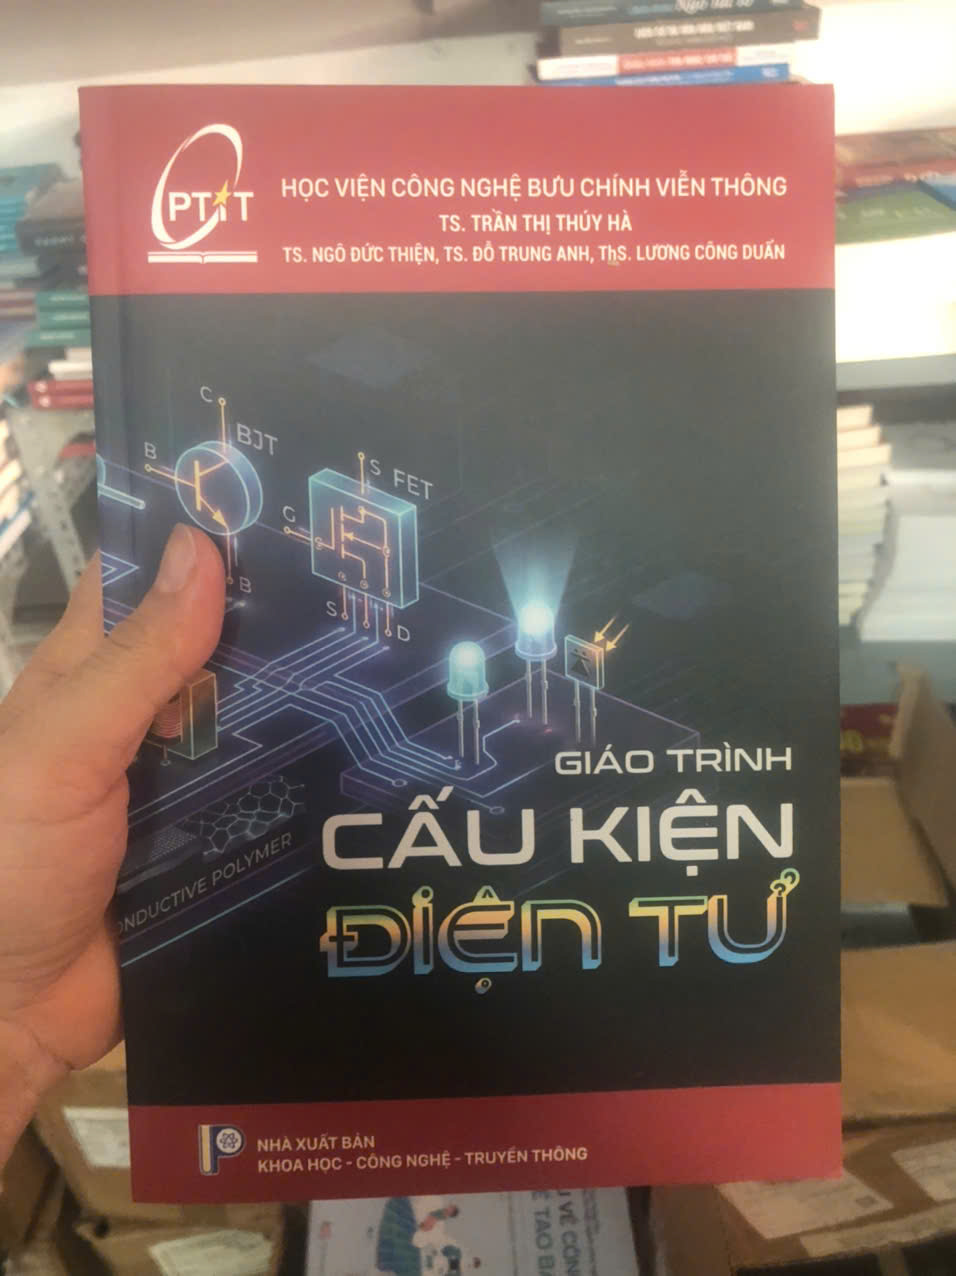 PTIT
HỌC VIỆN CÔNG NGHỆ BƯU CHÍNH VIỄN THÔNG
TS. TRẦN THỊ THÚY HÀ
TS. NGÔ ĐỨC THIỆN, TS. ĐỖ TRUNG ANH, ThS. LƯƠNG CÔNG DUẨN
C
BJT
B
B
S
FET
G
S
D
GIÁO TRÌNH
CẤU KIỆN
ĐIỆN TỬ
CONDUCTIVE POLYMER
NHÀ XUẤT BẢN
KHOA HỌC - CÔNG NGHỆ - TRUYỀN THÔNG